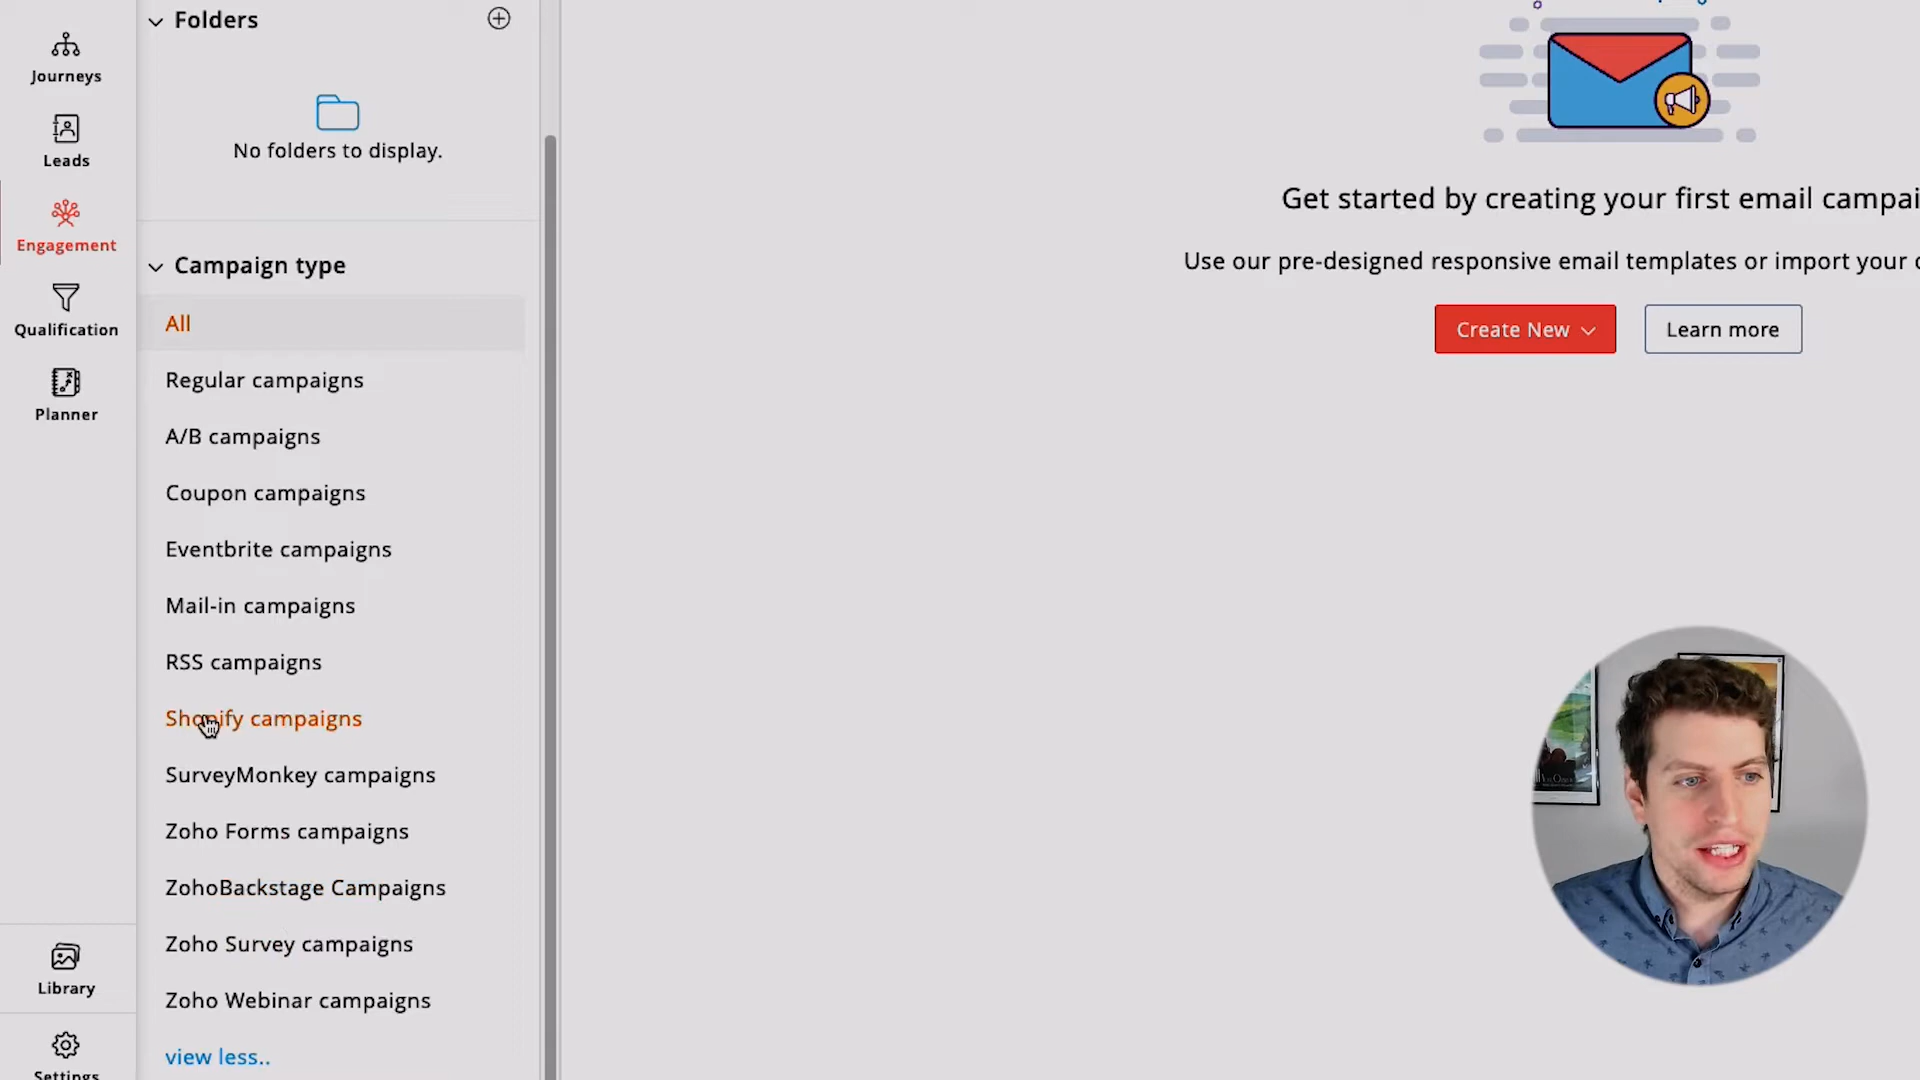 Journeys
Leads
Engagement
Qualification
Planner
Library
Settings
Folders
No folders to display.
Campaign type
All
Regular campaigns
A/B campaigns
Coupon campaigns
Eventbrite campaigns
Mail-in campaigns
RSS campaigns
Shopify campaigns
SurveyMonkey campaigns
Zoho Forms campaigns
ZohoBackstage Campaigns
Zoho Survey campaigns
Zoho Webinar campaigns
view less..
Get started by creating your first email campai
Use our pre-designed responsive email templates or import your
Create New
Learn more